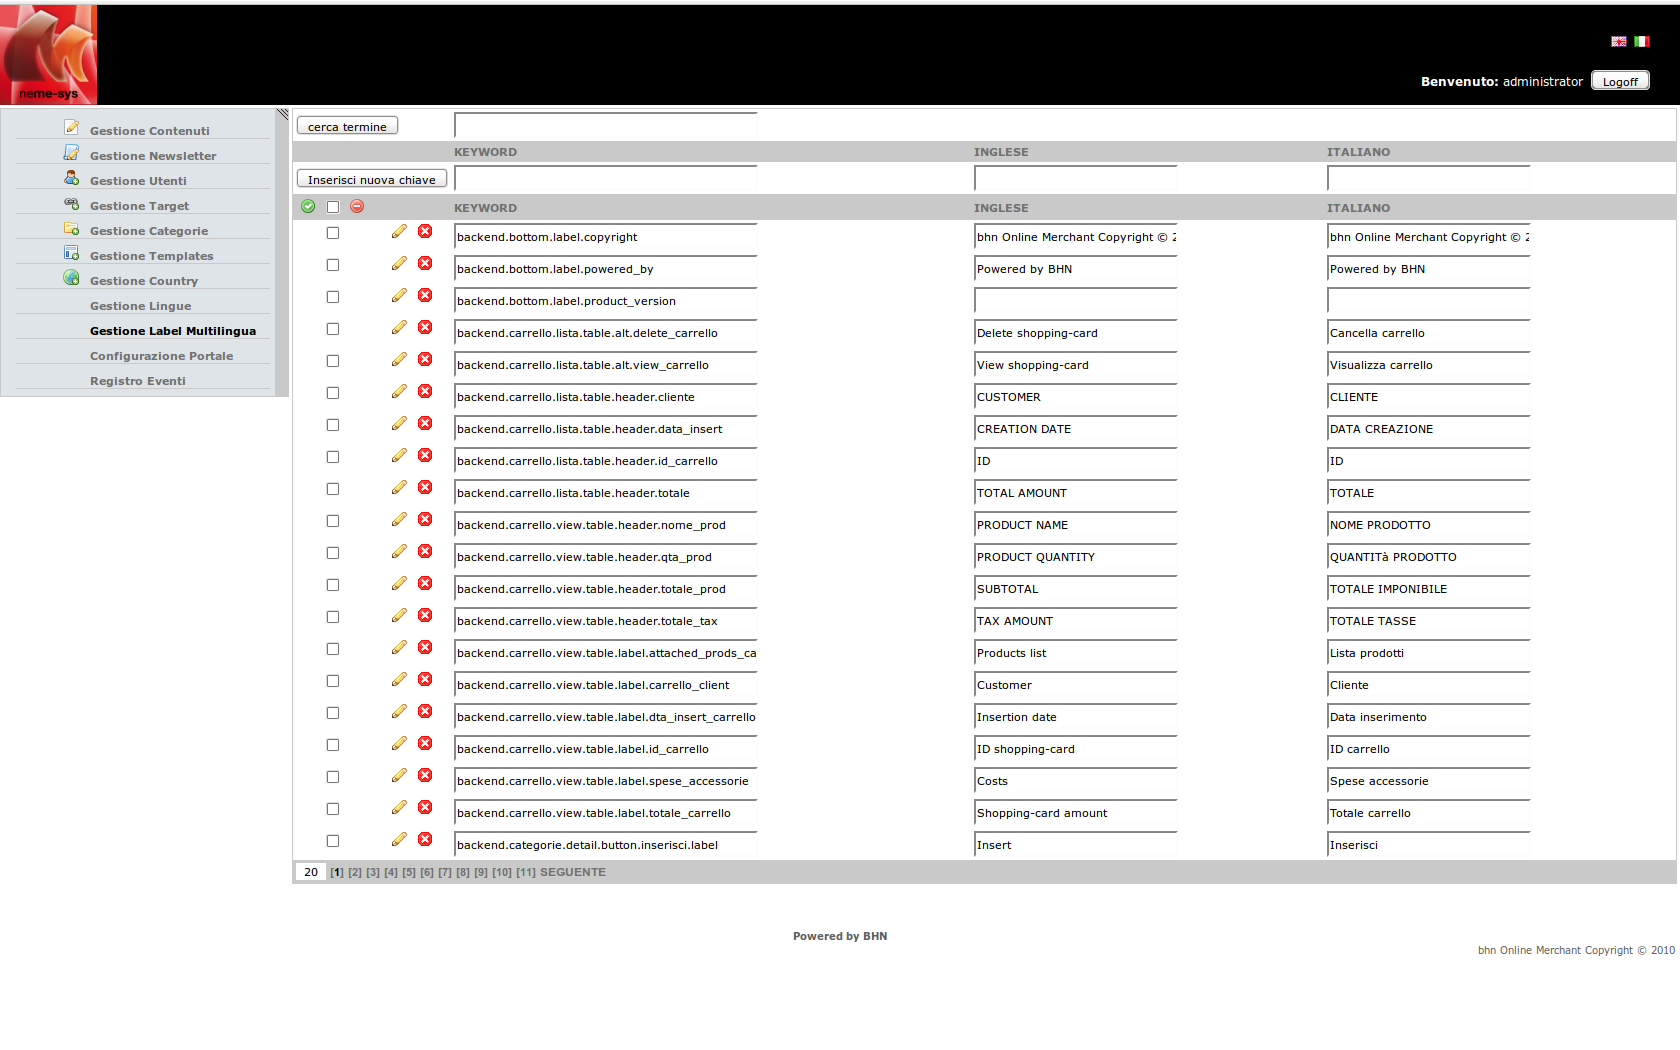 neme-sys
Benvenuto: administrator Logoff
Gestione Contenuti
Gestione Newsletter
Gestione Utenti
Gestione Target
Gestione Categorie
Gestione Templates
Gestione Country
Gestione Lingue
Gestione Label Multilingua
Configurazione Portale
Registro Eventi
cerca termine
KEYWORD INGLESE ITALIANO
Inserisci nuova chiave
KEYWORD INGLESE ITALIANO
backend.bottom.label.copyright bhn Online Merchant Copyright © 2 bhn Online Merchant Copyright © 2
backend.bottom.label.powered_by Powered by BHN Powered by BHN
backend.bottom.label.product_version
backend.carrello.lista.table.alt.delete_carrello Delete shopping-card Cancella carrello
backend.carrello.lista.table.alt.view_carrello View shopping-card Visualizza carrello
backend.carrello.lista.table.header.cliente CUSTOMER CLIENTE
backend.carrello.lista.table.header.data_insert CREATION DATE DATA CREAZIONE
backend.carrello.lista.table.header.id_carrello ID ID
backend.carrello.lista.table.header.totale TOTAL AMOUNT TOTALE
backend.carrello.view.table.header.nome_prod PRODUCT NAME NOME PRODOTTO
backend.carrello.view.table.header.qta_prod PRODUCT QUANTITY QUANTITà PRODOTTO
backend.carrello.view.table.header.totale_prod SUBTOTAL TOTALE IMPONIBILE
backend.carrello.view.table.header.totale_tax TAX AMOUNT TOTALE TASSE
backend.carrello.view.table.label.attached_prods_ca Products list Lista prodotti
backend.carrello.view.table.label.carrello_client Customer Cliente
backend.carrello.view.table.label.dta_insert_carrello Insertion date Data inserimento
backend.carrello.view.table.label.id_carrello ID shopping-card ID carrello
backend.carrello.view.table.label.spese_accessorie Costs Spese accessorie
backend.carrello.view.table.label.totale_carrello Shopping-card amount Totale carrello
backend.categorie.detail.button.inserisci.label Insert Inserisci
20 [1] [2] [3] [4] [5] [6] [7] [8] [9] [10] [11] SEGUENTE
Powered by BHN
bhn Online Merchant Copyright © 2010